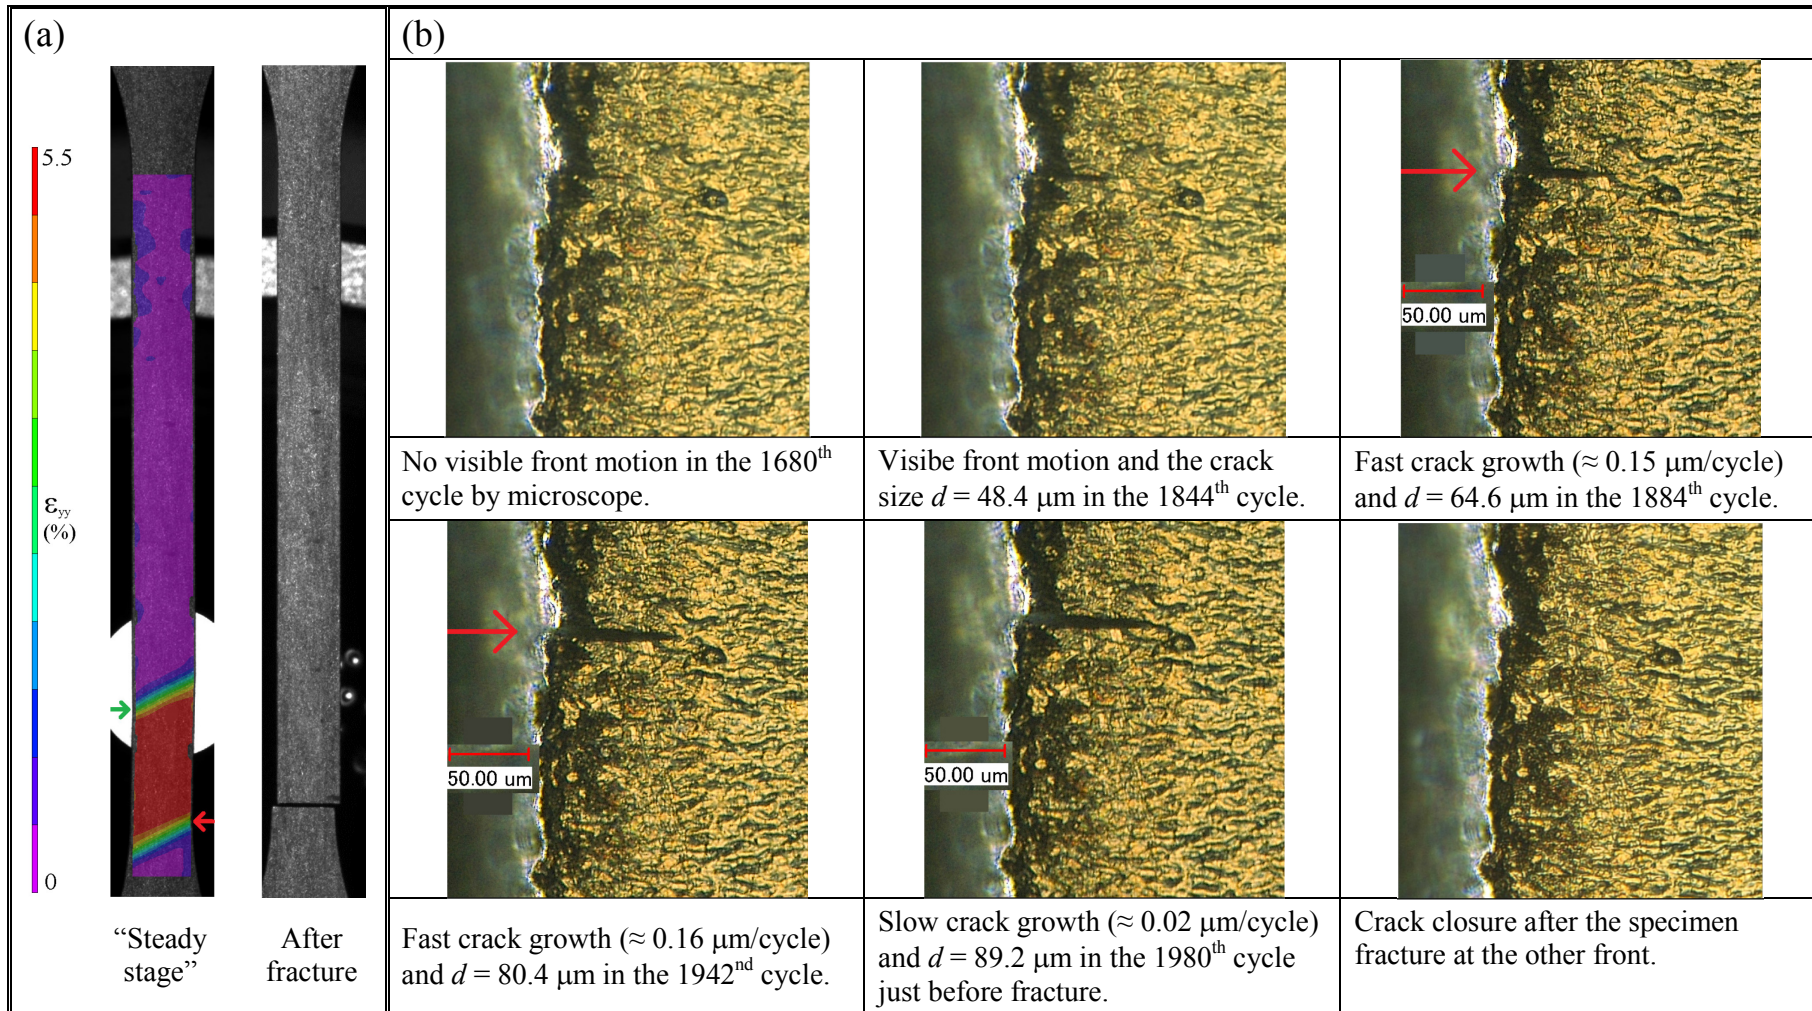 (a)
5.5
ε_yy
(%)
0
“Steady
stage”
After
fracture
(b)
50.00 um
No visible front motion in the 1680th
cycle by microscope.
Visibe front motion and the crack
size d = 48.4 μm in the 1844th cycle.
Fast crack growth (≈ 0.15 μm/cycle)
and d = 64.6 μm in the 1884th cycle.
50.00 um
50.00 um
Fast crack growth (≈ 0.16 μm/cycle)
and d = 80.4 μm in the 1942nd cycle.
Slow crack growth (≈ 0.02 μm/cycle)
and d = 89.2 μm in the 1980th cycle
just before fracture.
Crack closure after the specimen
fracture at the other front.